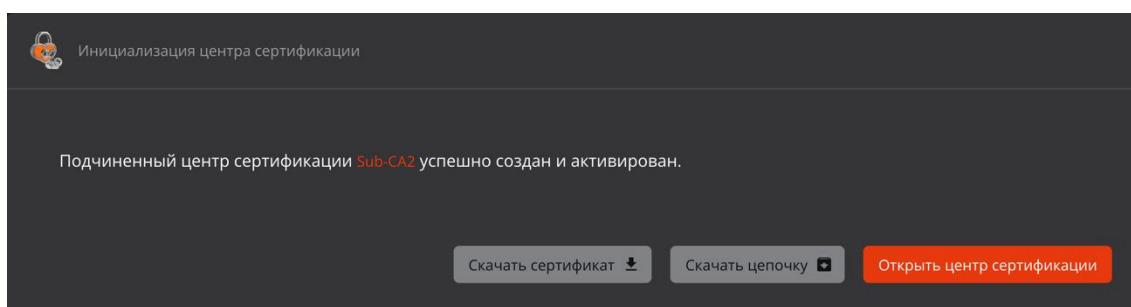 Инициализация центра сертификации
Подчиненный центр сертификации Sub-CA2 успешно создан и активирован.
Скачать сертификат Скачать цепочку Открыть центр сертификации